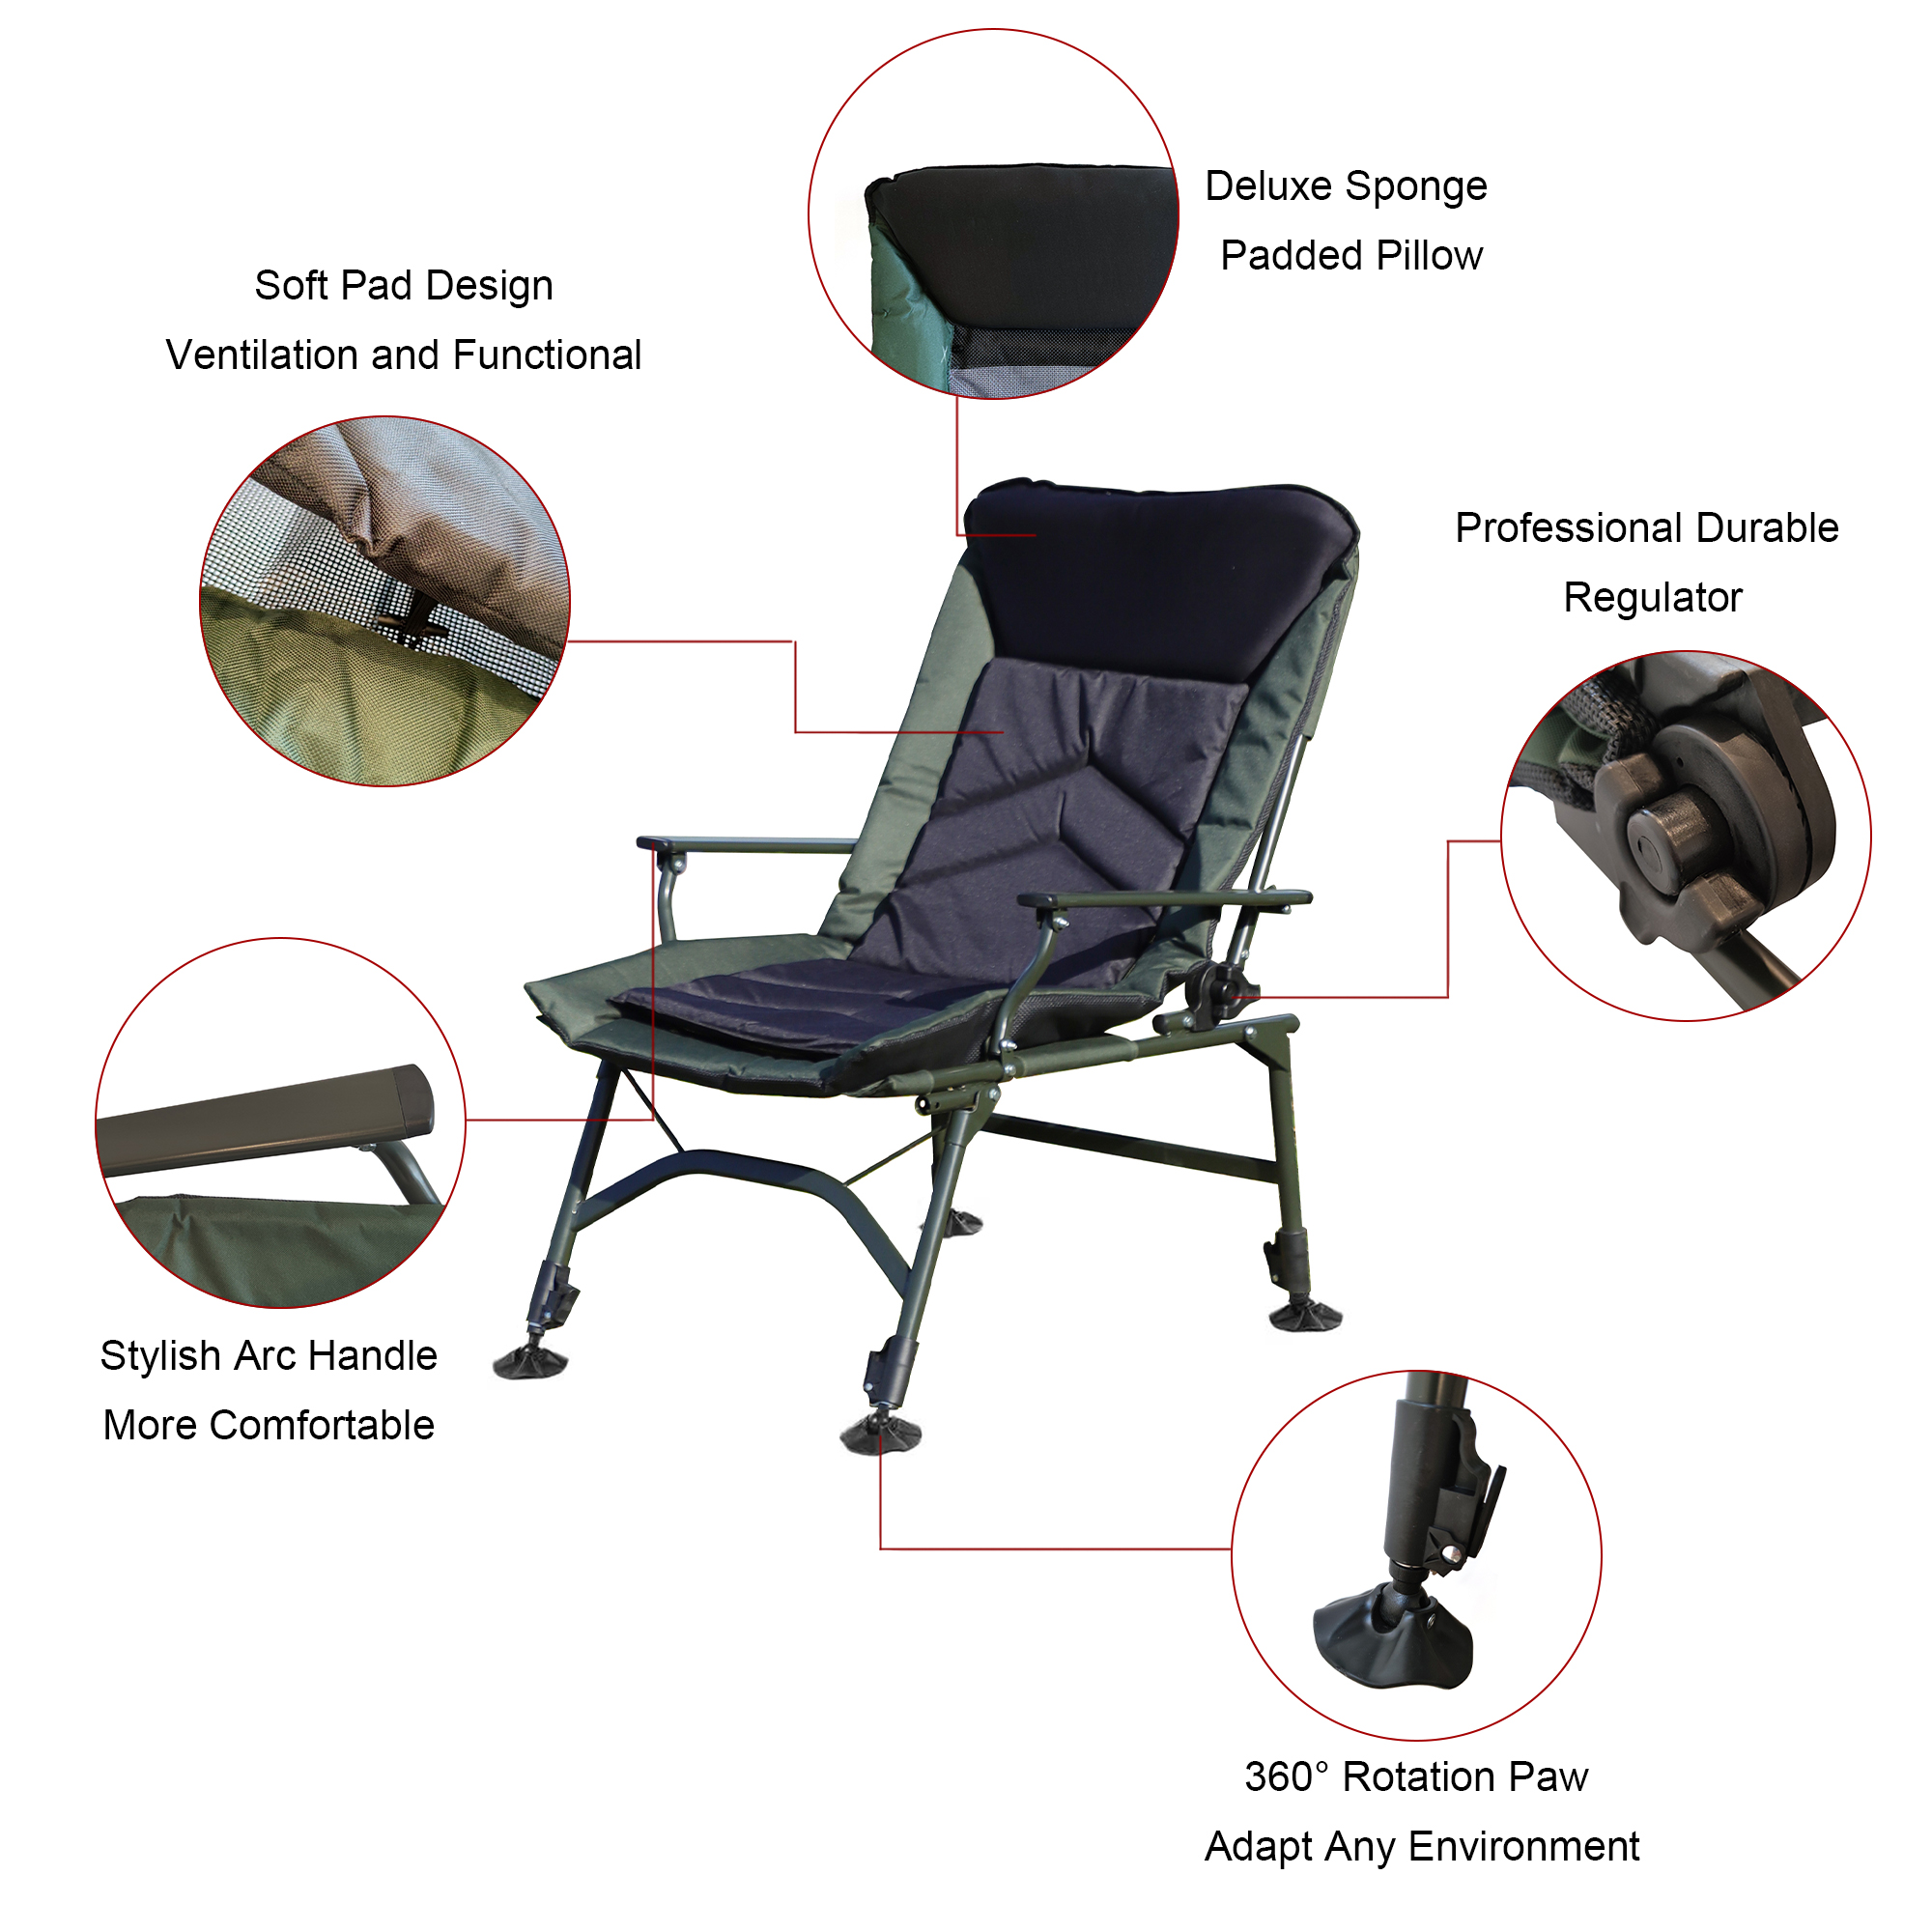 Deluxe Sponge
Padded Pillow
Soft Pad Design
Ventilation and Functional
Professional Durable
Regulator
Stylish Arc Handle
More Comfortable
360° Rotation Paw
Adapt Any Environment